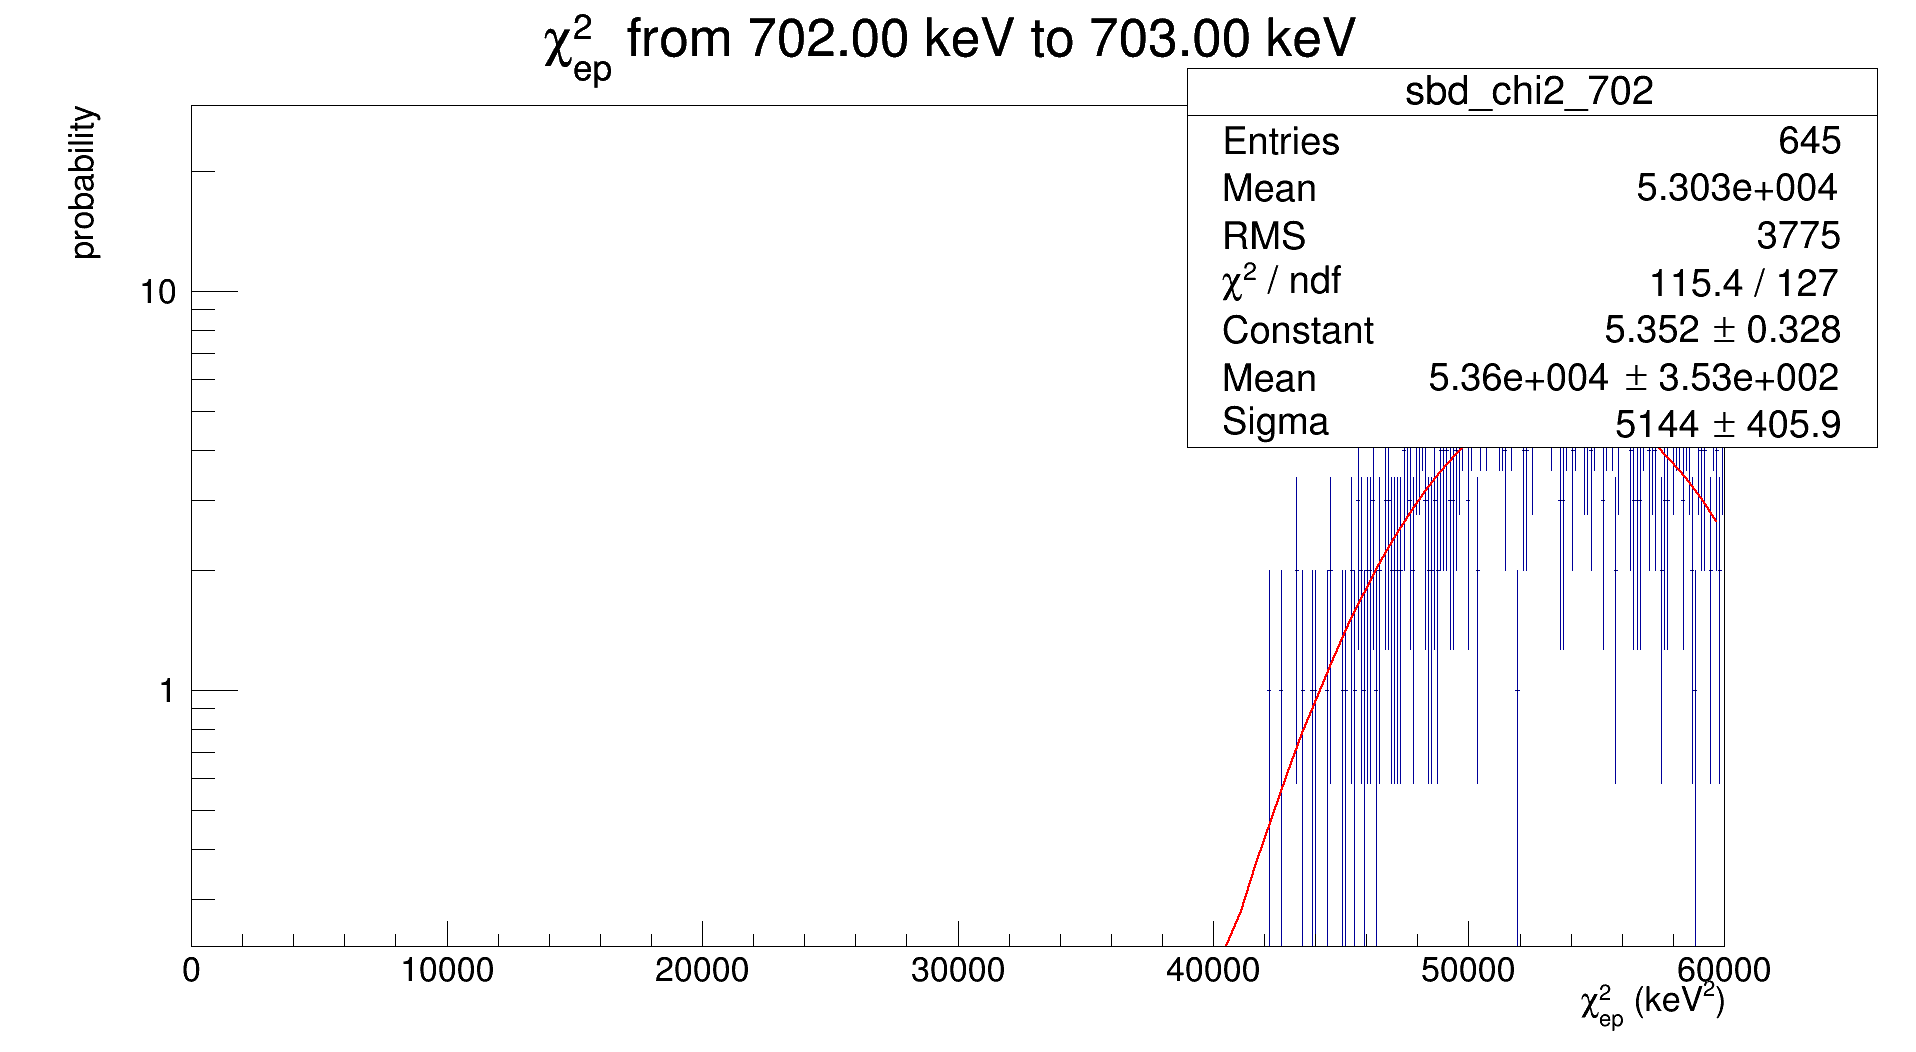 χ²ep from 702.00 keV to 703.00 keV
probability
sbd_chi2_702
Entries 645
Mean 5.303e+004
RMS 3775
χ² / ndf 115.4 / 127
Constant 5.352 ± 0.328
Mean 5.36e+004 ± 3.53e+002
Sigma 5144 ± 405.9
10
1
0 10000 20000 30000 40000 50000 60000
χ²ep (keV²)